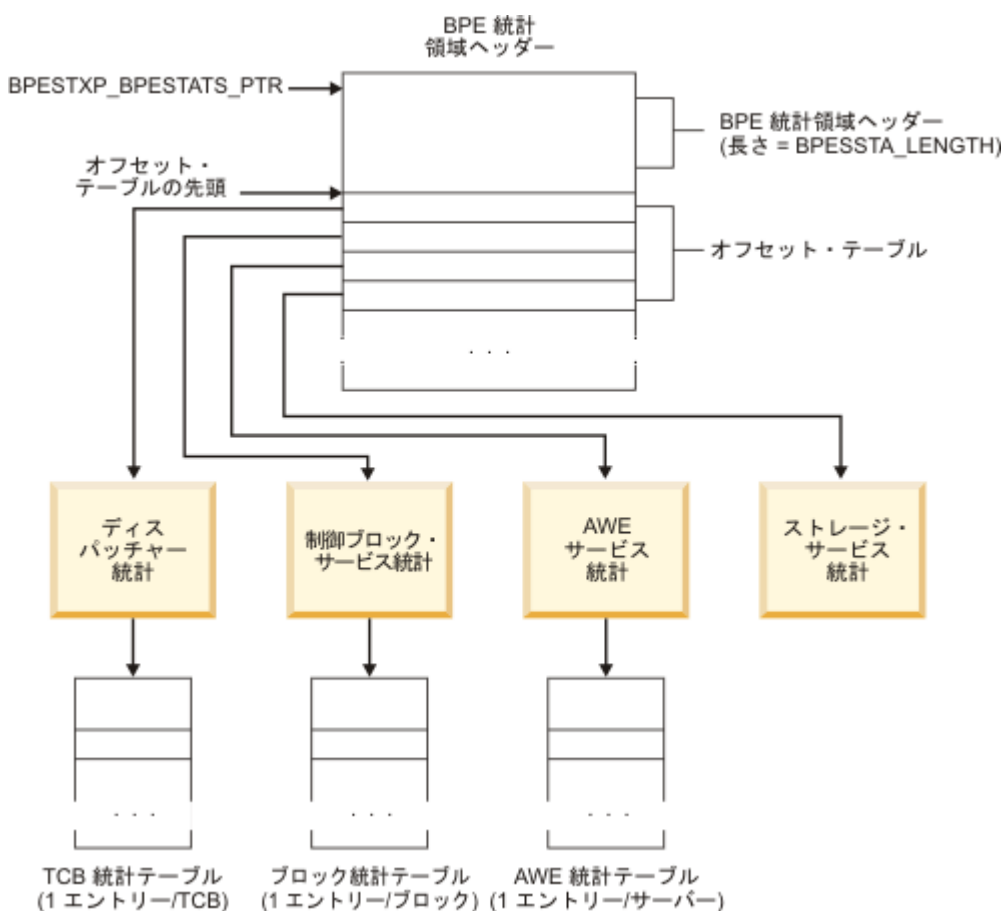 BPE 統計
領域ヘッダー
BPESTXP_BPESTATS_PTR
BPE 統計領域ヘッダー
(長さ = BPESSTA_LENGTH)
オフセット・
テーブルの先頭
オフセット・テーブル
. . .
ディス
パッチャー
統計
制御ブロック・
サービス統計
AWE
サービス
統計
ストレージ・
サービス
統計
. . .
. . .
. . .
TCB 統計テーブル
(1 エントリー/TCB)
ブロック統計テーブル
(1 エントリー/ブロック)
AWE 統計テーブル
(1 エントリー/サーバー)